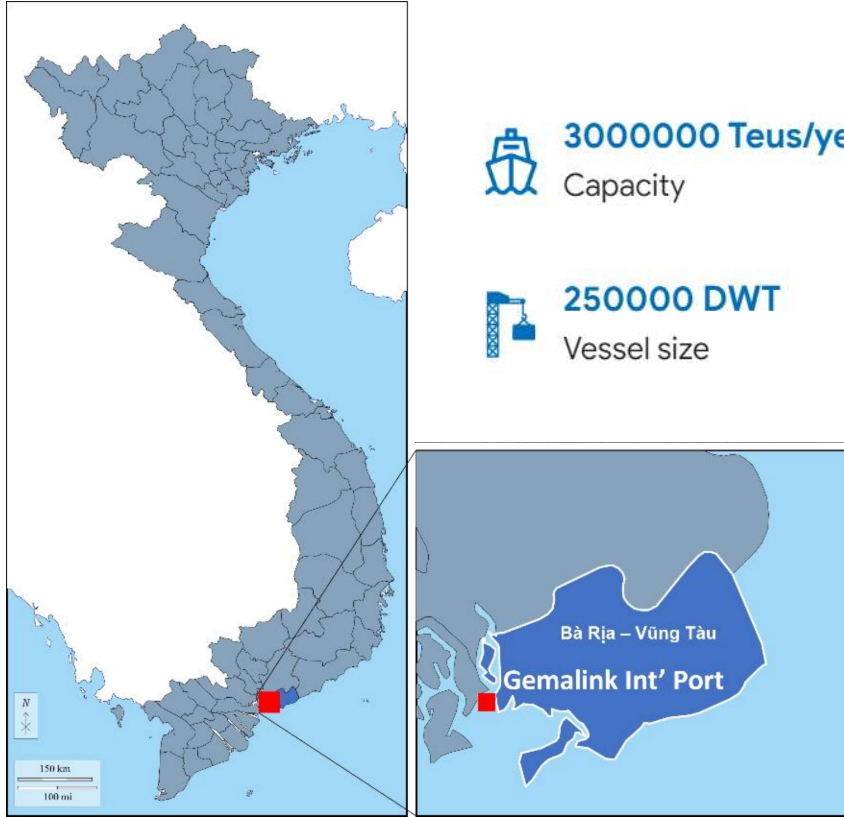 3000000 Teus/ye
Capacity
250000 DWT
Vessel size
Bà Rịa – Vũng Tàu
Gemalink Int' Port
N
150 km
100 mi